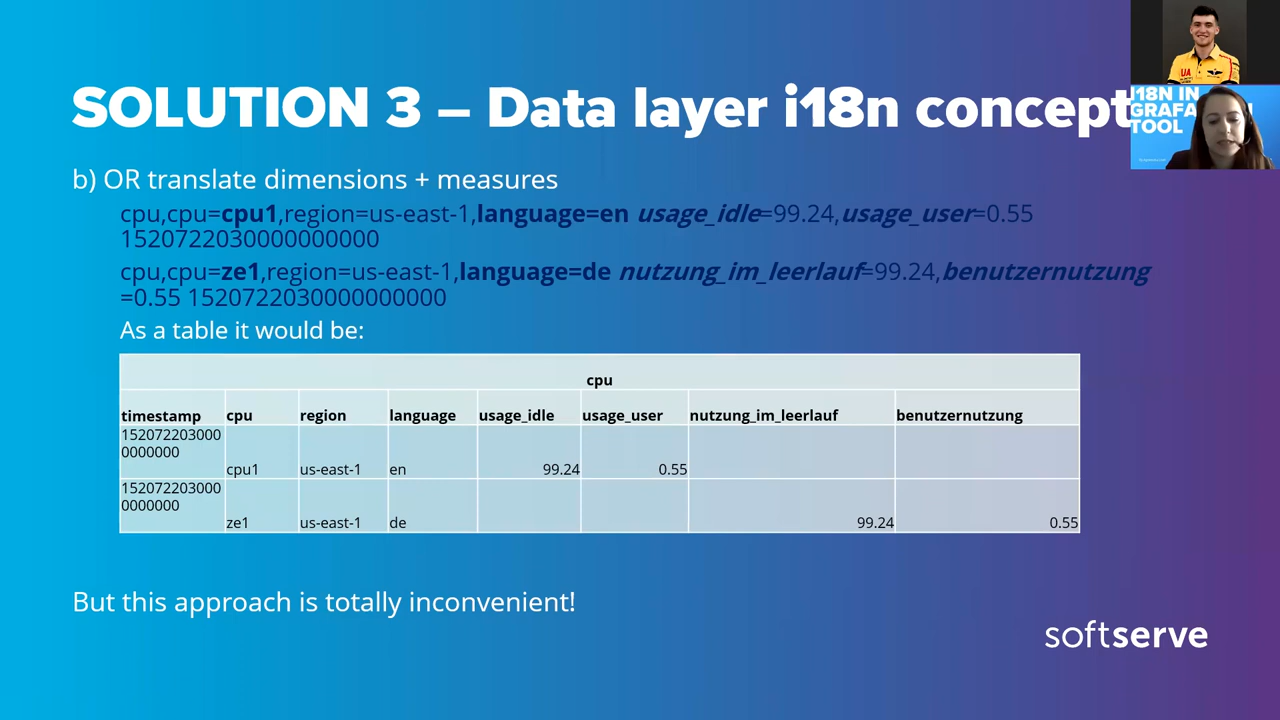 SOLUTION 3 – Data layer i18n concept
I18N IN
GRAFA
TOOL
UA
b) OR translate dimensions + measures
cpu,cpu=cpu1,region=us-east-1,language=en usage_idle=99.24,usage_user=0.55
1520722030000000000
cpu,cpu=ze1,region=us-east-1,language=de nutzung_im_leerlauf=99.24,benutzernutzung
=0.55 1520722030000000000
As a table it would be:
cpu
timestamp cpu region language usage_idle usage_user nutzung_im_leerlauf benutzernutzung
152072203000
0000000
cpu1 us-east-1 en 99.24 0.55
152072203000
0000000
ze1 us-east-1 de 99.24 0.55
But this approach is totally inconvenient!
softserve